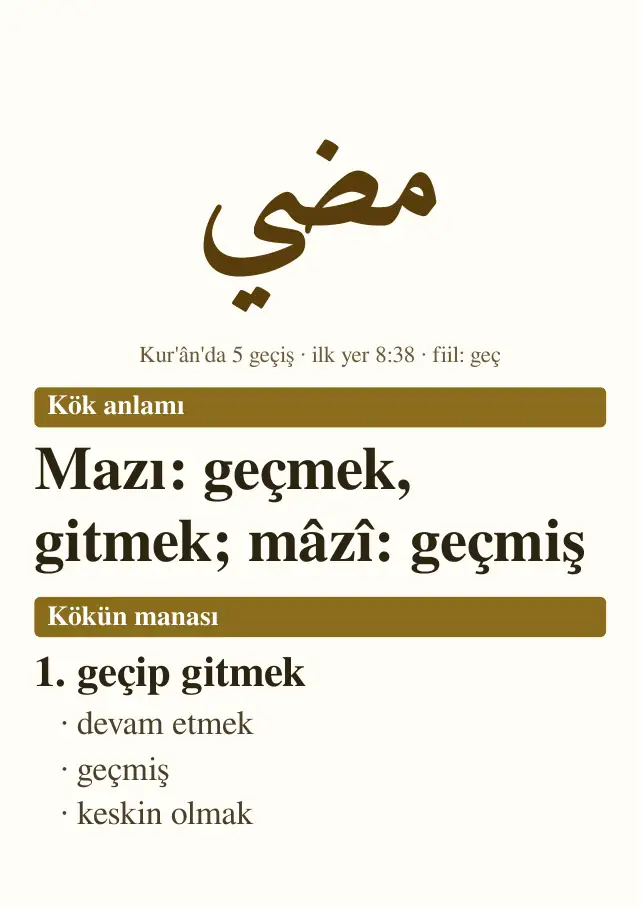 مضي
Kur'ân'da 5 geçiş · ilk yer 8:38 · fiil: geç
Kök anlamı
Mazı: geçmek,
gitmek; mâzî: geçmiş
Kökün manası
1. geçip gitmek
· devam etmek
· geçmiş
· keskin olmak